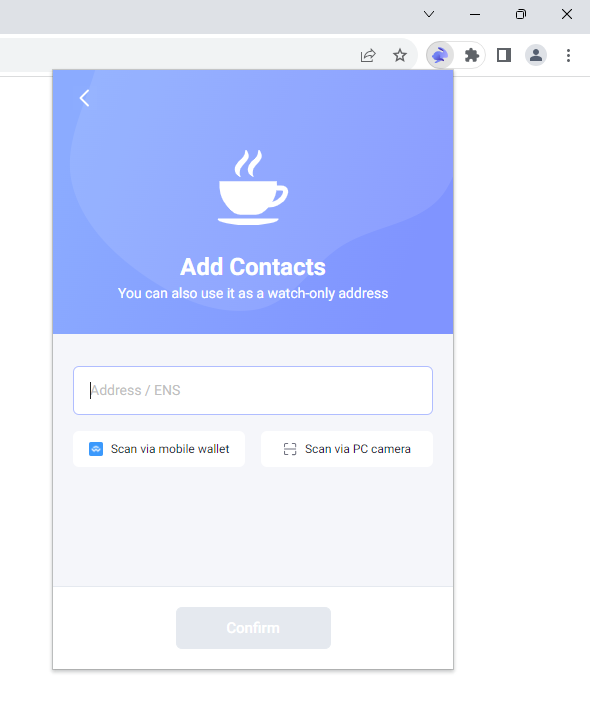 Add Contacts
You can also use it as a watch-only address
Address / ENS
Scan via mobile wallet
Scan via PC camera
Confirm